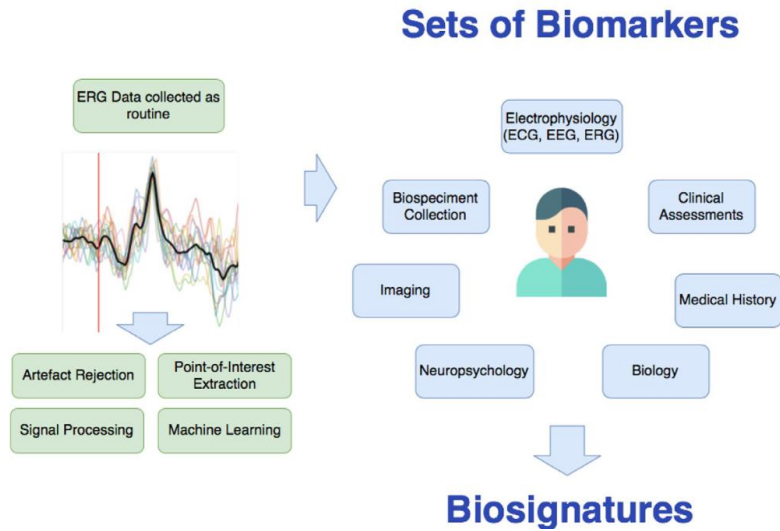 Sets of Biomarkers
ERG Data collected as
routine
Electrophysiology
(ECG, EEG, ERG)
Biospeciment
Collection
Clinical
Assessments
Imaging
Medical History
Neuropsychology
Biology
Artefact Rejection
Point-of-Interest
Extraction
Signal Processing
Machine Learning
Biosignatures